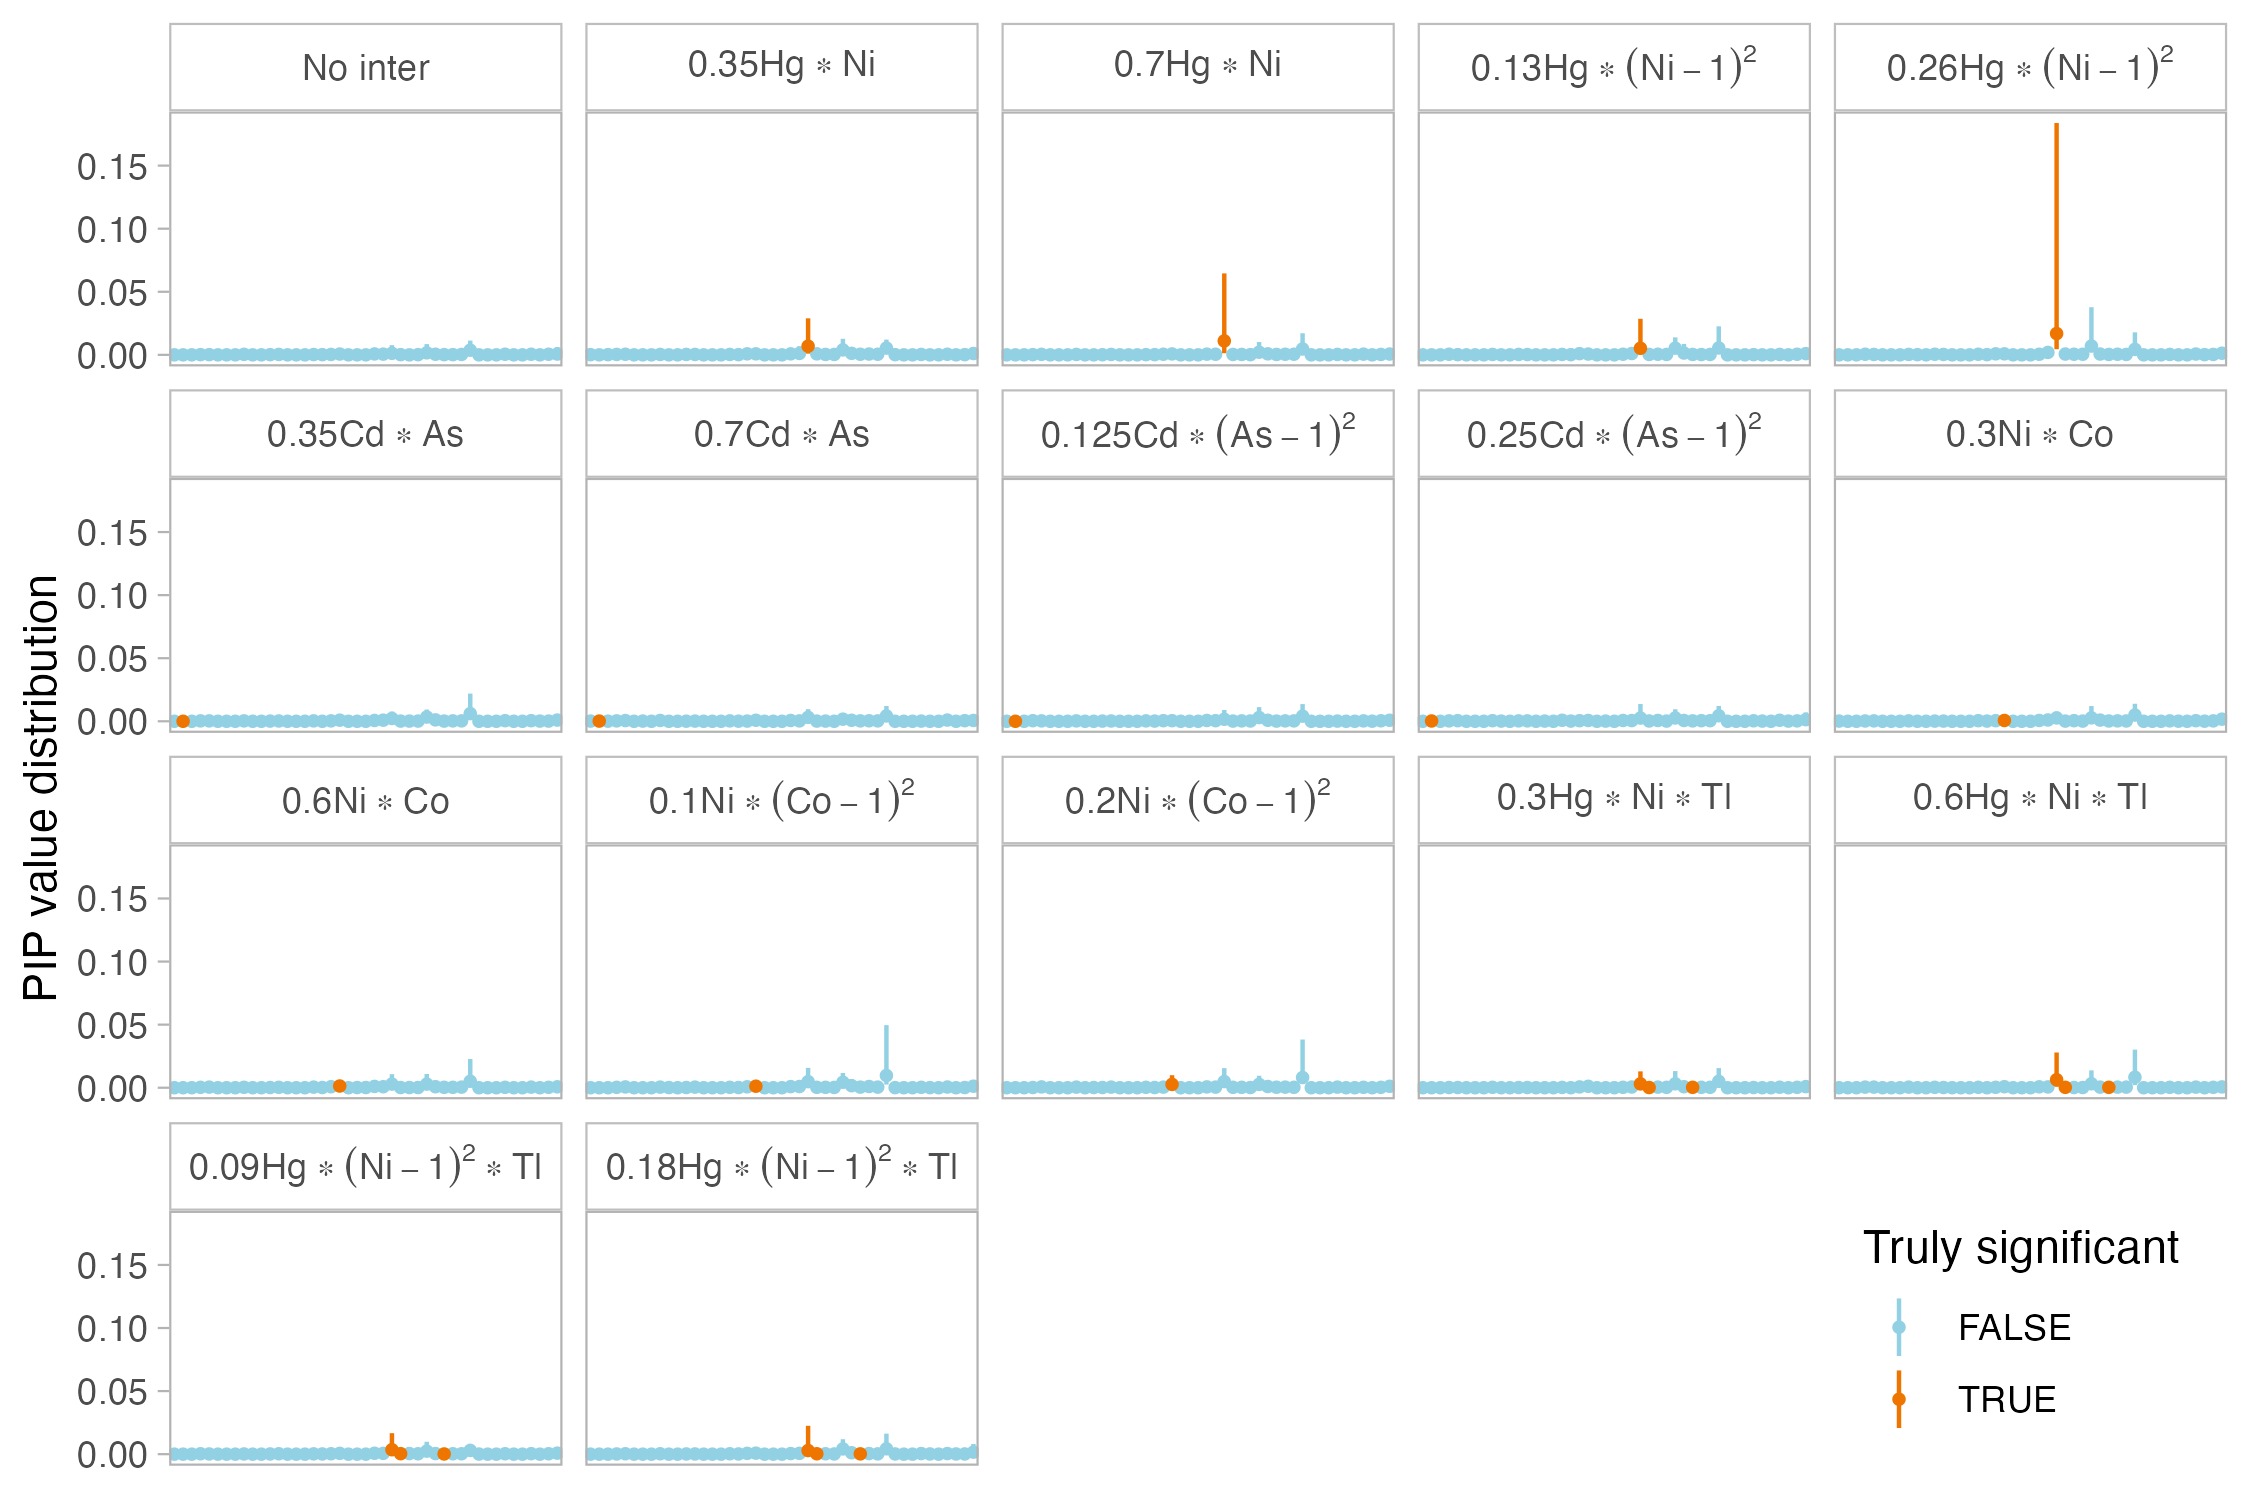 No inter
0.35Hg ∗ Ni
0.7Hg ∗ Ni
0.13Hg ∗ (Ni − 1)²
0.26Hg ∗ (Ni − 1)²
0.15
0.10
0.05
0.00
0.35Cd ∗ As
0.7Cd ∗ As
0.125Cd ∗ (As − 1)²
0.25Cd ∗ (As − 1)²
0.3Ni ∗ Co
0.15
0.10
0.05
0.00
PIP value distribution
0.6Ni ∗ Co
0.1Ni ∗ (Co − 1)²
0.2Ni ∗ (Co − 1)²
0.3Hg ∗ Ni ∗ Tl
0.6Hg ∗ Ni ∗ Tl
0.15
0.10
0.05
0.00
0.09Hg ∗ (Ni − 1)² ∗ Tl
0.18Hg ∗ (Ni − 1)² ∗ Tl
0.15
0.10
0.05
0.00
Truly significant
FALSE
TRUE